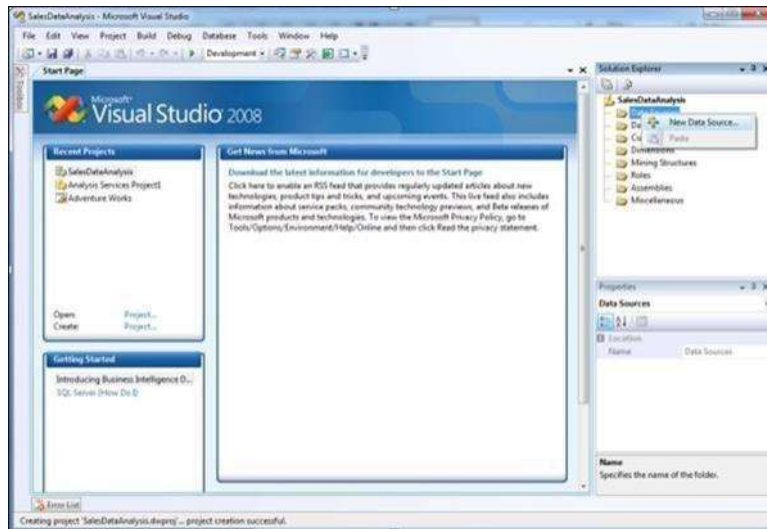 SalesDataAnalysis - Microsoft Visual Studio
File Edit View Project Build Debug Database Tools Window Help
Development
Toolbox
Start Page
Microsoft
Visual Studio 2008
Recent Projects
SalesDataAnalysis
Analysis Services Project1
Adventure Works
Open: Project...
Create: Project...
Getting Started
Introducing Business Intelligence D...
SQL Server (How Do I)
Get News from Microsoft
Download the latest information for developers to the Start Page
Click here to enable an RSS feed that provides regularly updated articles about new
technologies, product tips and tricks, and upcoming events. This live feed also includes
information about service packs, community technology previews, and Beta releases of
Microsoft products and technologies. To view the Microsoft Privacy Policy, go to
Tools/Options/Environment/Help/Online and then click Read the privacy statement.
Solution Explorer
SalesDataAnalysis
New Data Source...
Paste
Da
Cu
Dimensions
Mining Structures
Roles
Assemblies
Miscellaneous
Properties
Data Sources
Location
Name Data Sources
Name
Specifies the name of the folder.
Error List
Creating project 'SalesDataAnalysis.dwproj'... project creation successful.